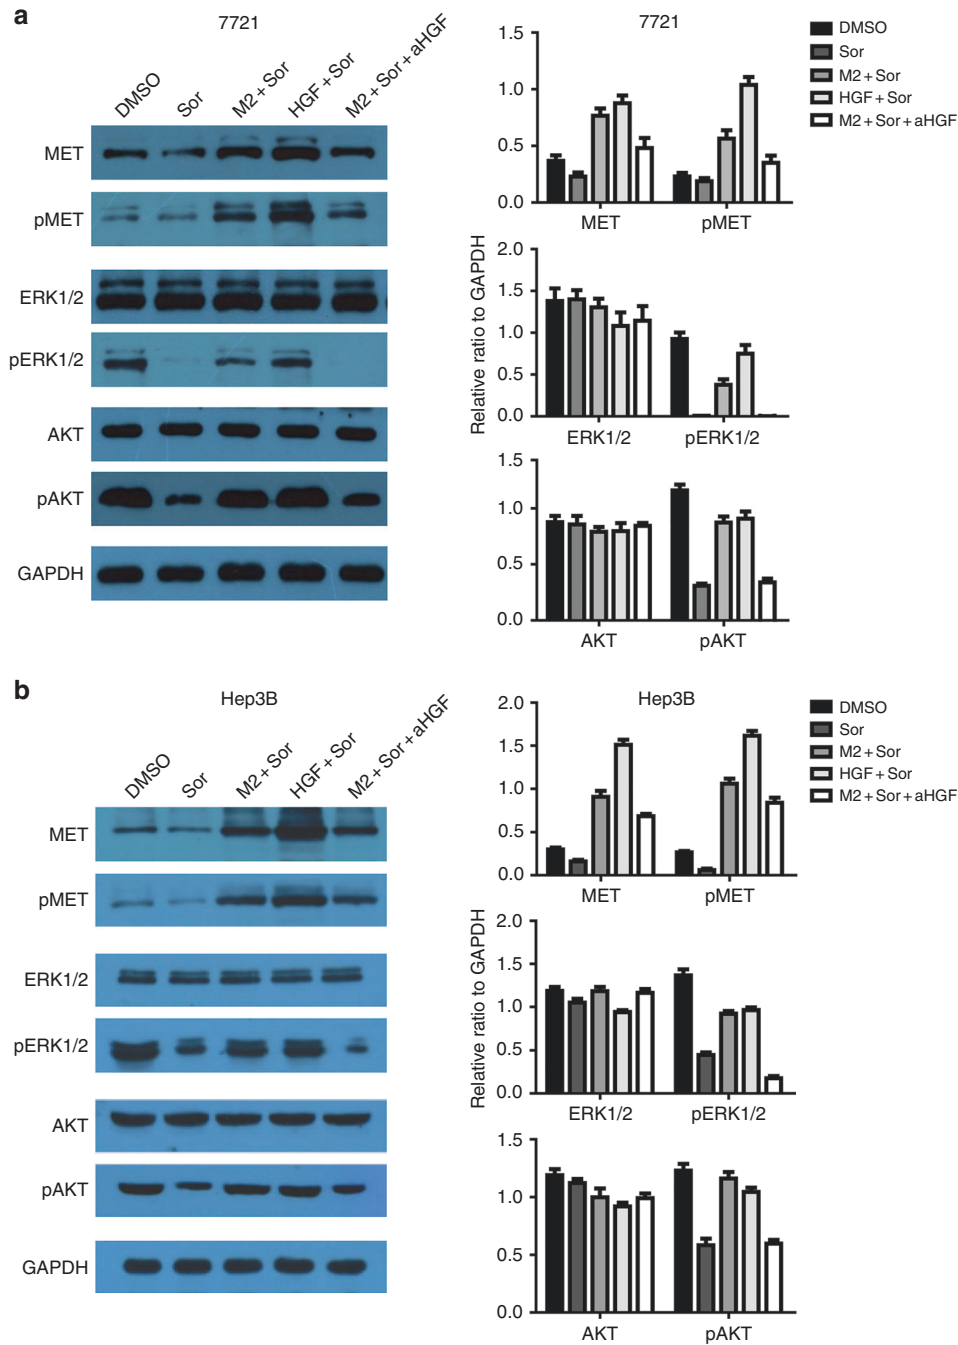 a
7721
DMSO
Sor
M2+Sor
HGF+Sor
M2+Sor+aHGF
MET
pMET
ERK1/2
pERK1/2
AKT
pAKT
GAPDH
7721
DMSO
Sor
M2+Sor
HGF+Sor
M2+Sor+aHGF
1.5
1.0
0.5
0.0
MET
pMET
Relative ratio to GAPDH
2.0
1.5
1.0
0.5
0.0
ERK1/2
pERK1/2
1.5
1.0
0.5
0.0
AKT
pAKT
b
Hep3B
DMSO
Sor
M2+Sor
HGF+Sor
M2+Sor+aHGF
MET
pMET
ERK1/2
pERK1/2
AKT
pAKT
GAPDH
Hep3B
DMSO
Sor
M2+Sor
HGF+Sor
M2+Sor+aHGF
2.0
1.5
1.0
0.5
0.0
MET
pMET
Relative ratio to GAPDH
2.0
1.5
1.0
0.5
0.0
ERK1/2
pERK1/2
1.5
1.0
0.5
0.0
AKT
pAKT